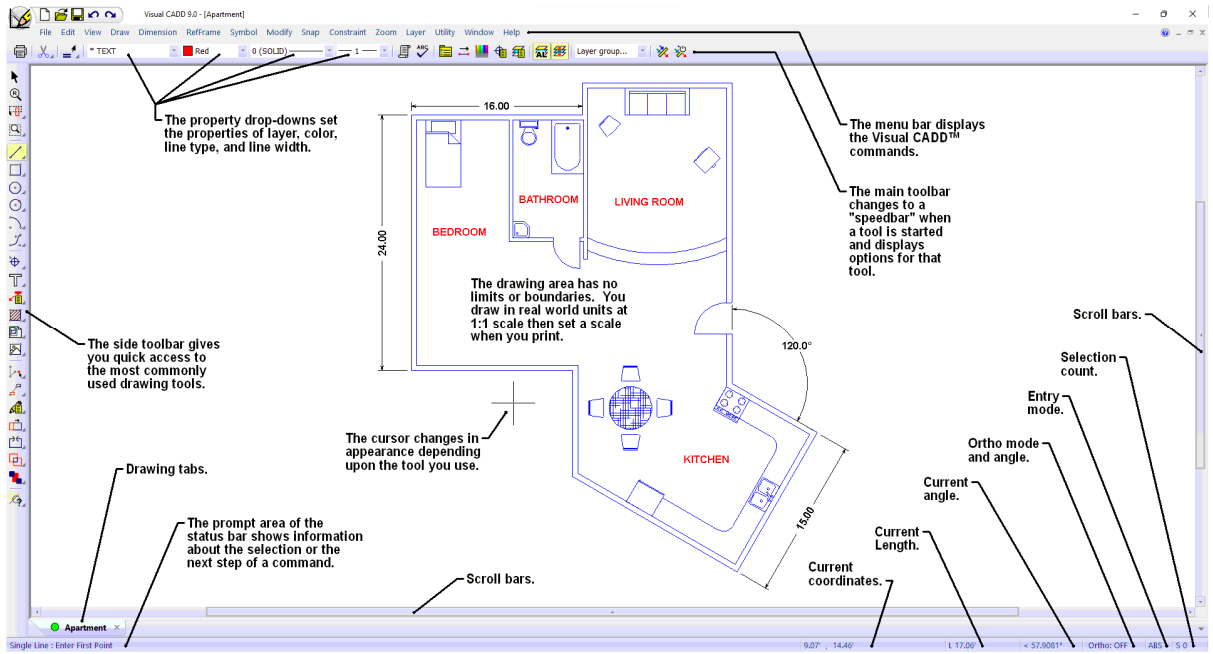 Visual CADD 9.0 - [Apartment]
File Edit View Draw Dimension RefFrame Symbol Modify Snap Constraint Zoom Layer Utility Window Help
* TEXT Red 0 (SOLID) 1 ABC ALL Layer group...
16.00
The property drop-downs set
the properties of layer, color,
line type, and line width.
The menu bar displays
the Visual CADD™
commands.
The main toolbar
changes to a
"speedbar" when
a tool is started
and displays
options for that
tool.
BATHROOM
LIVING ROOM
BEDROOM
24.00
The drawing area has no
limits or boundaries. You
draw in real world units at
1:1 scale then set a scale
when you print.
120.0°
The side toolbar gives
you quick access to
the most commonly
used drawing tools.
Scroll bars.
Selection
count.
Entry
mode.
Ortho mode
and angle.
Current
angle.
Current
Length.
Current
coordinates.
The cursor changes in
appearance depending
upon the tool you use.
KITCHEN
15.00
Drawing tabs.
The prompt area of the
status bar shows information
about the selection or the
next step of a command.
Scroll bars.
Apartment
Single Line : Enter First Point
9.07' , 14.46'
L 17.06'
< 57.9081°
Ortho: OFF
ABS
S 0